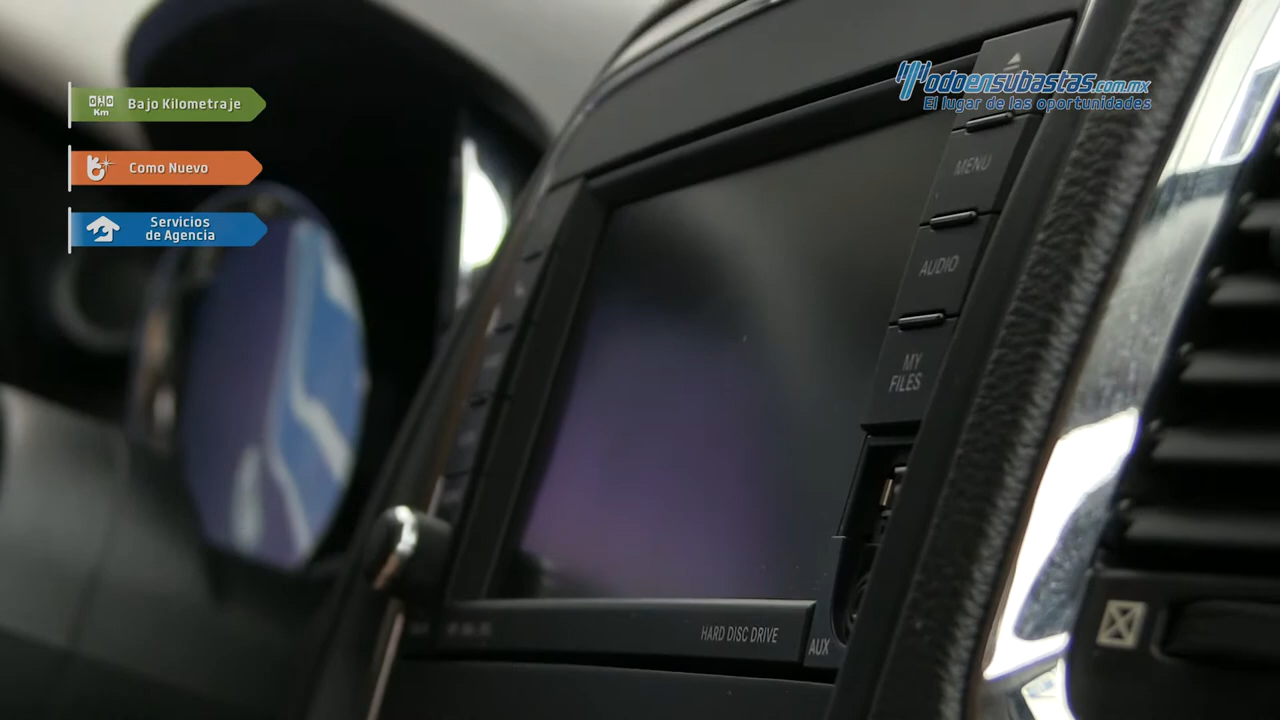 Todoensubastas.com.mx
El lugar de las oportunidades
Km
Bajo Kilometraje
Como Nuevo
Servicios
de Agencia
MENU
AUDIO
MY
FILES
HARD DISC DRIVE
AUX